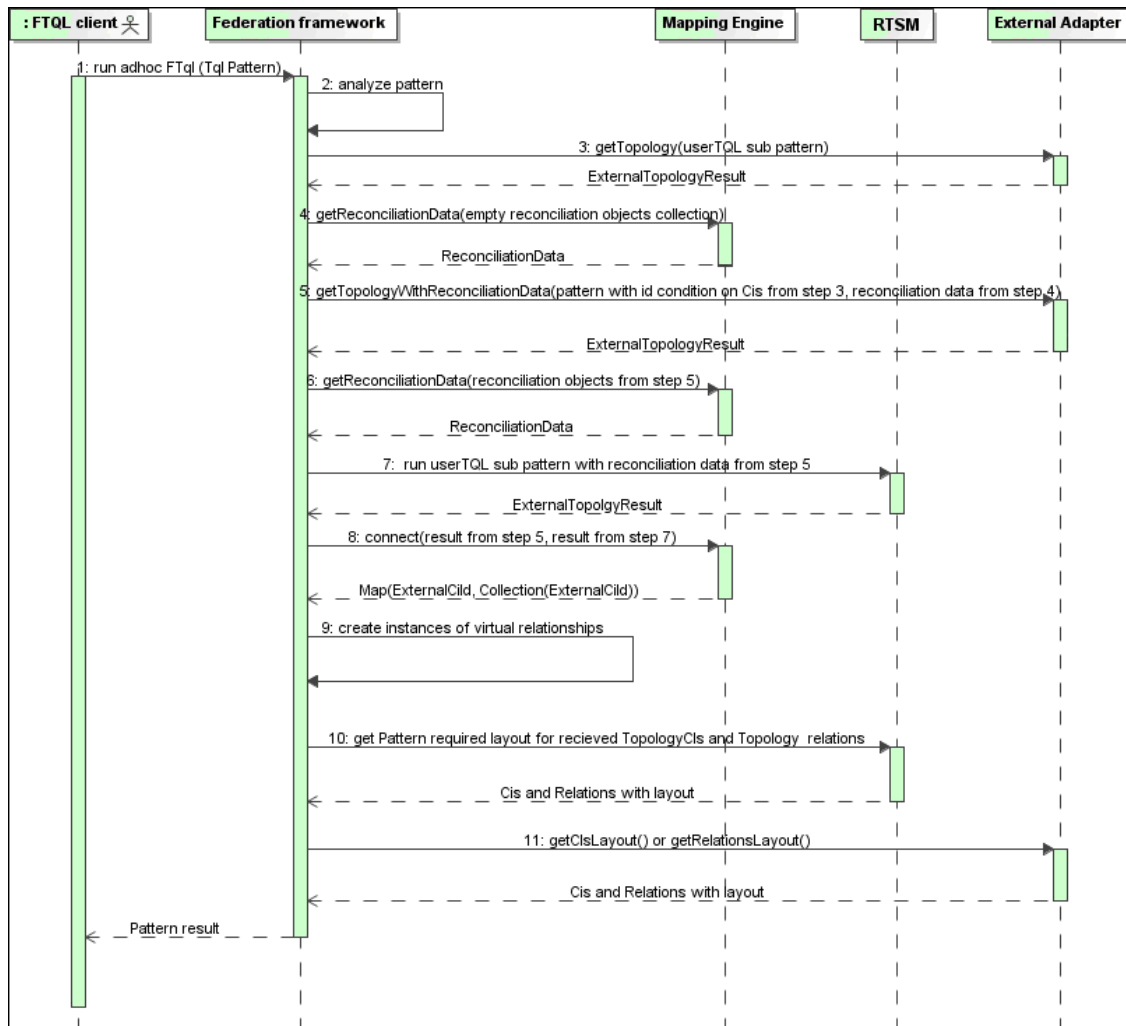 : FTQL client
Federation framework
Mapping Engine
RTSM
External Adapter
1: run adhoc FTql (Tql Pattern)
2: analyze pattern
3: getTopology(userTQL sub pattern)
ExternalTopologyResult
4: getReconciliationData(empty reconciliation objects collection)
ReconciliationData
5: getTopologyWithReconciliationData(pattern with id condition on Cis from step 3, reconciliation data from step 4)
ExternalTopologyResult
6: getReconciliationData(reconciliation objects from step 5)
ReconciliationData
7: run userTQL sub pattern with reconciliation data from step 5
ExternalTopolgyResult
8: connect(result from step 5, result from step 7)
Map(ExternalCiId, Collection(ExternalCiId))
9: create instances of virtual relationships
10: get Pattern required layout for recieved TopologyCIs and Topology relations
Cis and Relations with layout
11: getCIsLayout() or getRelationsLayout()
Cis and Relations with layout
Pattern result